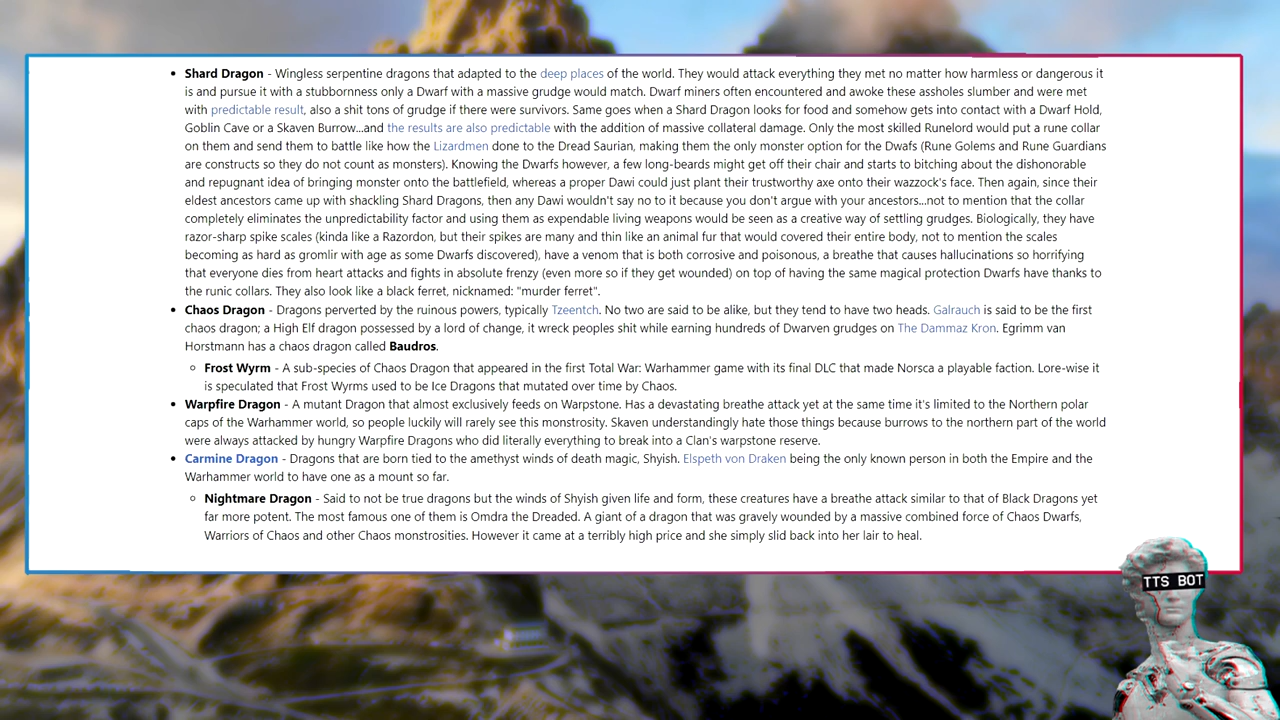 Shard Dragon - Wingless serpentine dragons that adapted to the deep places of the world. They would attack everything they met no matter how harmless or dangerous it
is and pursue it with a stubbornness only a Dwarf with a massive grudge would match. Dwarf miners often encountered and awoke these assholes slumber and were met
with predictable result, also a shit tons of grudge if there were survivors. Same goes when a Shard Dragon looks for food and somehow gets into contact with a Dwarf Hold,
Goblin Cave or a Skaven Burrow...and the results are also predictable with the addition of massive collateral damage. Only the most skilled Runelord would put a rune collar
on them and send them to battle like how the Lizardmen done to the Dread Saurian, making them the only monster option for the Dwafs (Rune Golems and Rune Guardians
are constructs so they do not count as monsters). Knowing the Dwarfs however, a few long-beards might get off their chair and starts to bitching about the dishonorable
and repugnant idea of bringing monster onto the battlefield, whereas a proper Dawi could just plant their trustworthy axe onto their wazzock's face. Then again, since their
eldest ancestors came up with shackling Shard Dragons, then any Dawi wouldn't say no to it because you don't argue with your ancestors...not to mention that the collar
completely eliminates the unpredictability factor and using them as expendable living weapons would be seen as a creative way of settling grudges. Biologically, they have
razor-sharp spike scales (kinda like a Razordon, but their spikes are many and thin like an animal fur that would covered their entire body, not to mention the scales
becoming as hard as gromlir with age as some Dwarfs discovered), have a venom that is both corrosive and poisonous, a breathe that causes hallucinations so horrifying
that everyone dies from heart attacks and fights in absolute frenzy (even more so if they get wounded) on top of having the same magical protection Dwarfs have thanks to
the runic collars. They also look like a black ferret, nicknamed: "murder ferret".
Chaos Dragon - Dragons perverted by the ruinous powers, typically Tzeentch. No two are said to be alike, but they tend to have two heads. Galrauch is said to be the first
chaos dragon; a High Elf dragon possessed by a lord of change, it wreck peoples shit while earning hundreds of Dwarven grudges on The Dammaz Kron. Egrimm van
Horstmann has a chaos dragon called Baudros.
Frost Wyrm - A sub-species of Chaos Dragon that appeared in the first Total War: Warhammer game with its final DLC that made Norsca a playable faction. Lore-wise it
is speculated that Frost Wyrms used to be Ice Dragons that mutated over time by Chaos.
Warpfire Dragon - A mutant Dragon that almost exclusively feeds on Warpstone. Has a devastating breathe attack yet at the same time it's limited to the Northern polar
caps of the Warhammer world, so people luckily will rarely see this monstrosity. Skaven understandingly hate those things because burrows to the northern part of the world
were always attacked by hungry Warpfire Dragons who did literally everything to break into a Clan's warpstone reserve.
Carmine Dragon - Dragons that are born tied to the amethyst winds of death magic, Shyish. Elspeth von Draken being the only known person in both the Empire and the
Warhammer world to have one as a mount so far.
Nightmare Dragon - Said to not be true dragons but the winds of Shyish given life and form, these creatures have a breathe attack similar to that of Black Dragons yet
far more potent. The most famous one of them is Omdra the Dreaded. A giant of a dragon that was gravely wounded by a massive combined force of Chaos Dwarfs,
Warriors of Chaos and other Chaos monstrosities. However it came at a terribly high price and she simply slid back into her lair to heal.
TTS BOT